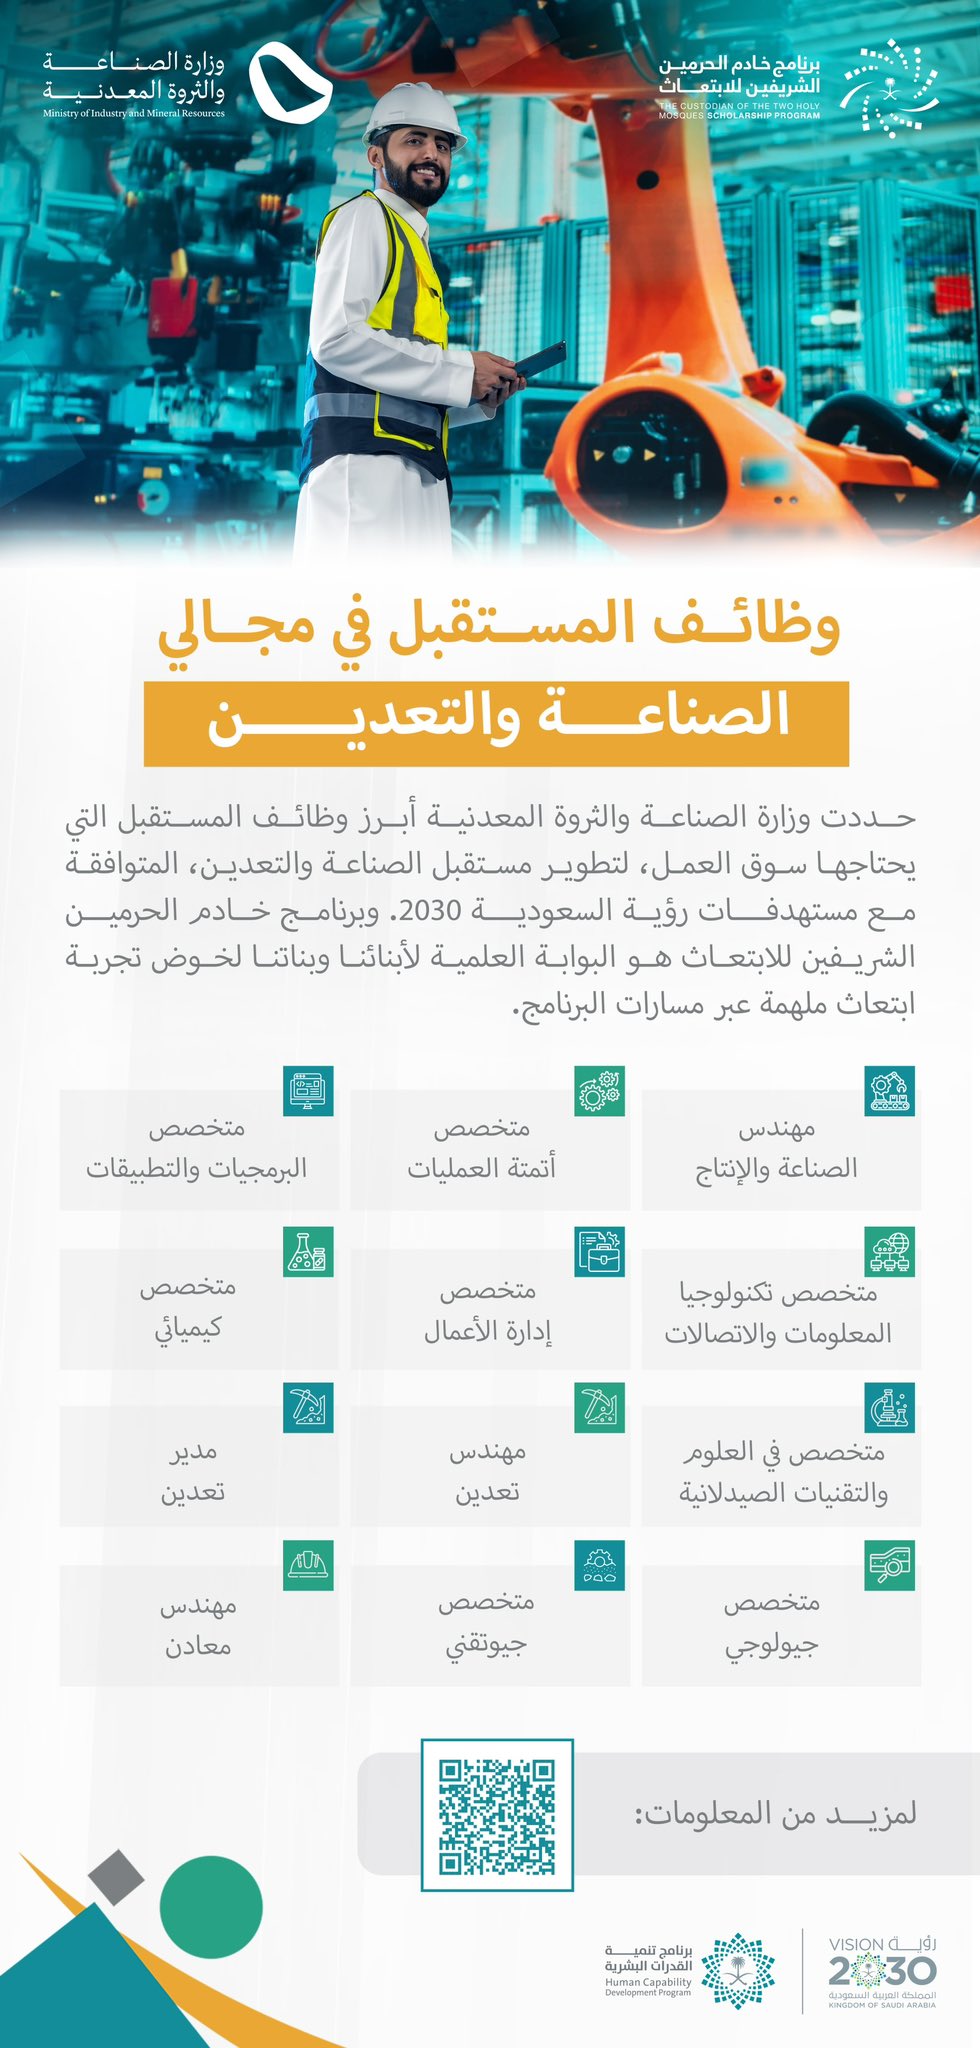 برنامج خادم الحرمين
الشريفين للابتعاث
THE CUSTODIAN OF THE TWO HOLY
MOSQUES SCHOLARSHIP PROGRAM
وزارة الصناعة
والثروة المعدنية
Ministry of Industry and Mineral Resources
وظائف المستقبل في مجالي
الصناعة والتعدين
حددت وزارة الصناعة والثروة المعدنية أبرز وظائف المستقبل التي
يحتاجها سوق العمل، لتطوير مستقبل الصناعة والتعدين، المتوافقة
مع مستهدفات رؤية السعودية 2030. وبرنامج خادم الحرمين
الشريفين للابتعاث هو البوابة العلمية لأبنائنا وبناتنا لخوض تجربة
ابتعاث ملهمة عبر مسارات البرنامج.
مهندس
الصناعة والإنتاج
متخصص
أتمتة العمليات
متخصص
البرمجيات والتطبيقات
متخصص تكنولوجيا
المعلومات والاتصالات
متخصص
إدارة الأعمال
متخصص
كيميائي
متخصص في العلوم
والتقنيات الصيدلانية
مهندس
تعدين
مدير
تعدين
متخصص
جيولوجي
متخصص
جيوتقني
مهندس
معادن
لمزيد من المعلومات:
رؤية VISION
2030
المملكة العربية السعودية
KINGDOM OF SAUDI ARABIA
برنامج تنمية
القدرات البشرية
Human Capability
Development Program